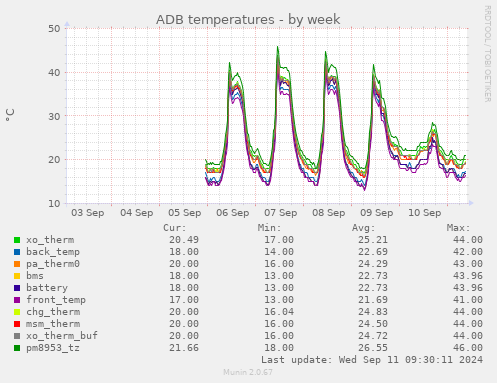 ADB temperatures - by week
RRDTOOL / TOBI OETIKER
°C
50
40
30
20
10
03 Sep 04 Sep 05 Sep 06 Sep 07 Sep 08 Sep 09 Sep 10 Sep
Cur: Min: Avg: Max:
xo_therm 20.49 17.00 25.21 44.00
back_temp 18.00 14.00 22.69 42.00
pa_therm0 20.00 16.00 24.29 43.00
bms 18.00 13.00 22.73 43.96
battery 18.00 13.00 22.73 43.96
front_temp 17.00 13.00 21.69 41.00
chg_therm 20.00 16.04 24.83 44.00
msm_therm 20.00 16.00 24.50 44.00
xo_therm_buf 20.00 16.00 24.72 44.00
pm8953_tz 21.66 18.00 26.55 46.00
Last update: Wed Sep 11 09:30:11 2024
Munin 2.0.67